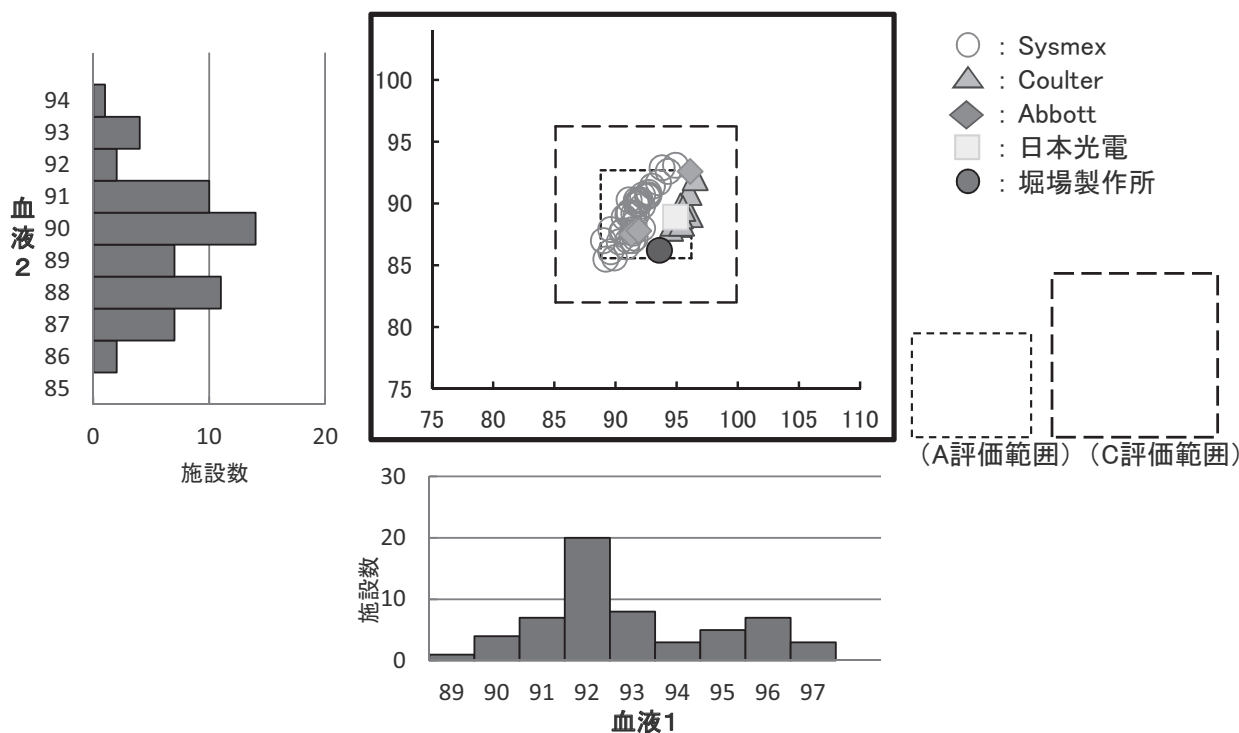 94
93
92
91
90
89
88
87
86
85
血液2
0 10 20
施設数
100
95
90
85
80
75
75 80 85 90 95 100 105 110
: Sysmex
: Coulter
: Abbott
: 日本光電
: 堀場製作所
(A評価範囲) (C評価範囲)
30
20
10
0
施設数
89 90 91 92 93 94 95 96 97
血液1